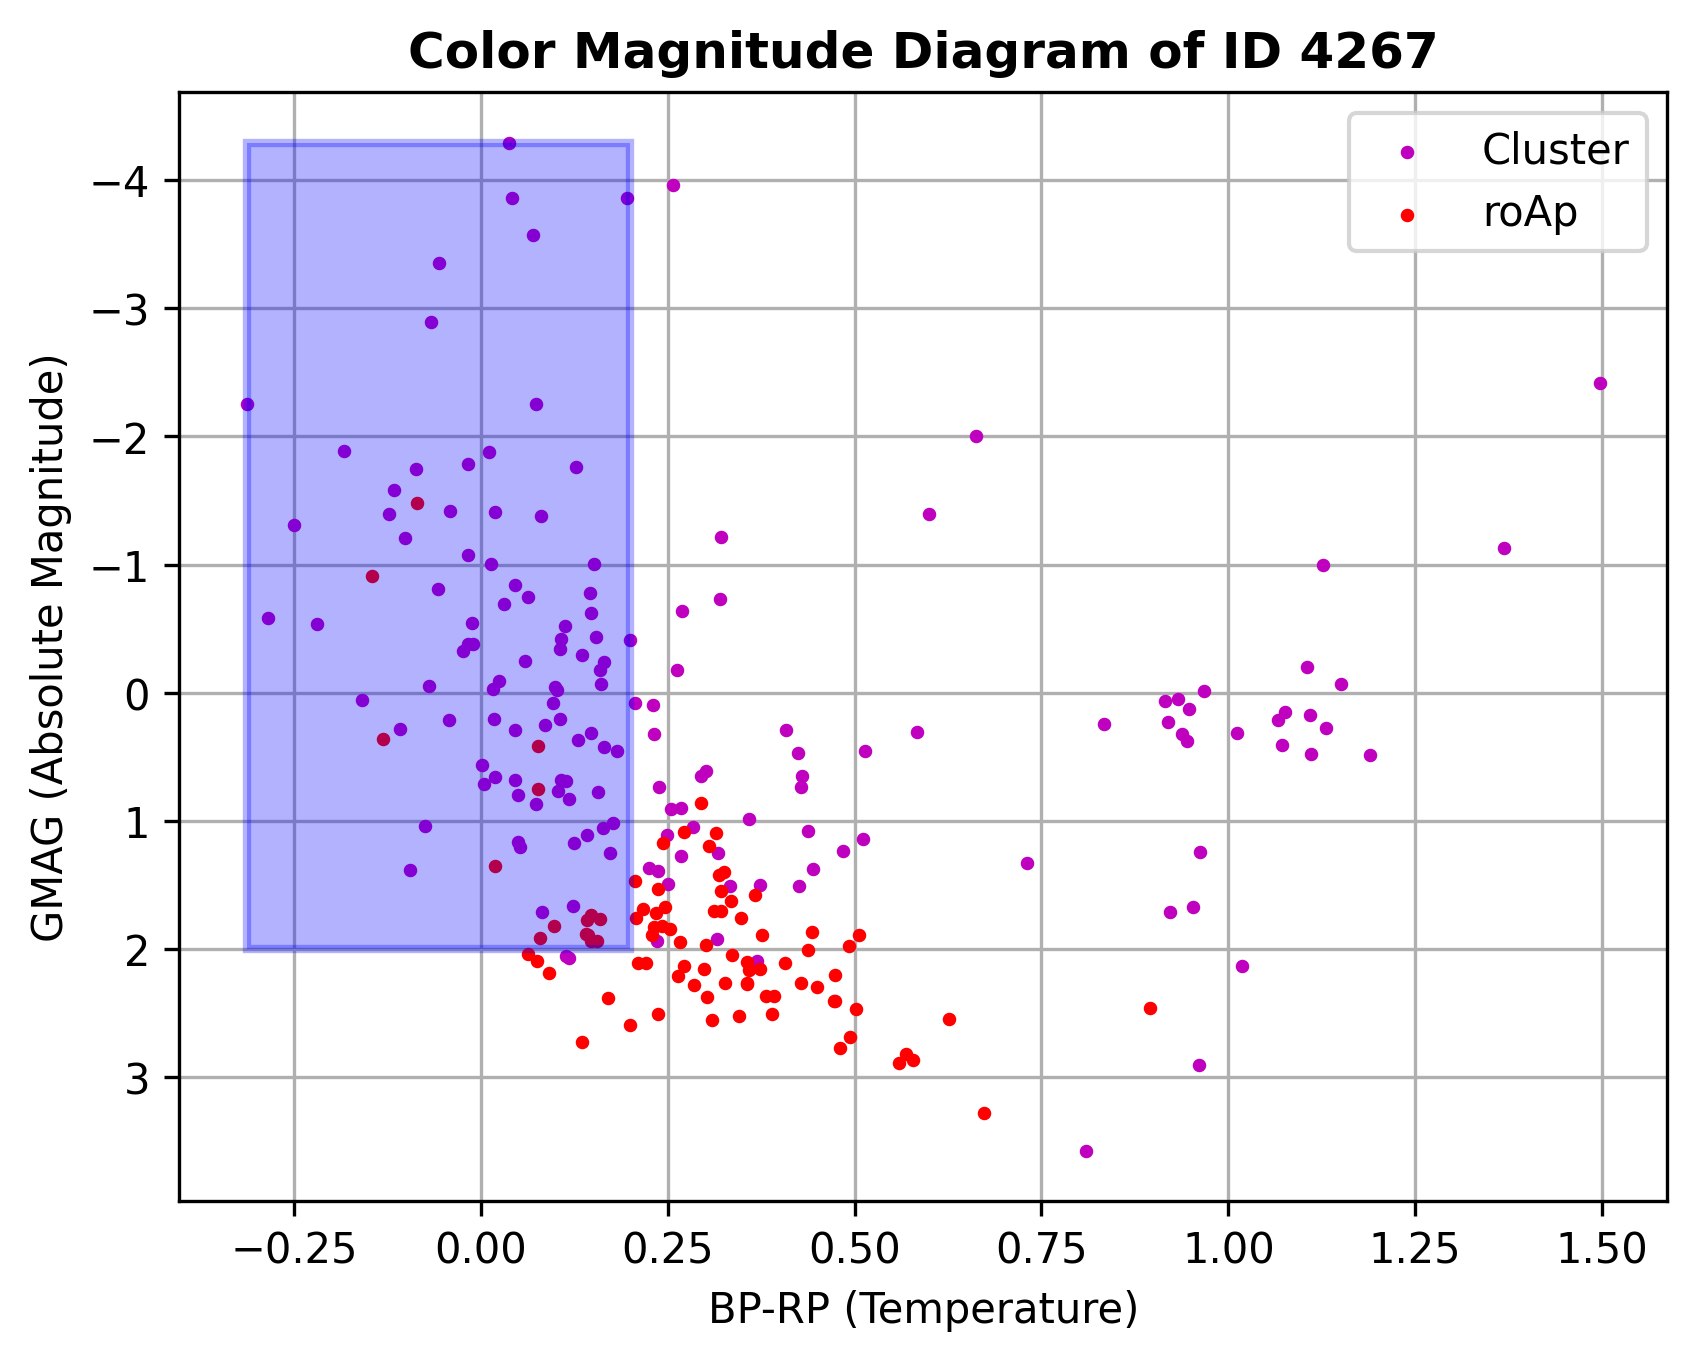 Color Magnitude Diagram of ID 4267
Cluster
roAp
GMAG (Absolute Magnitude)
−4
−3
−2
−1
0
1
2
3
−0.25 0.00 0.25 0.50 0.75 1.00 1.25 1.50
BP-RP (Temperature)